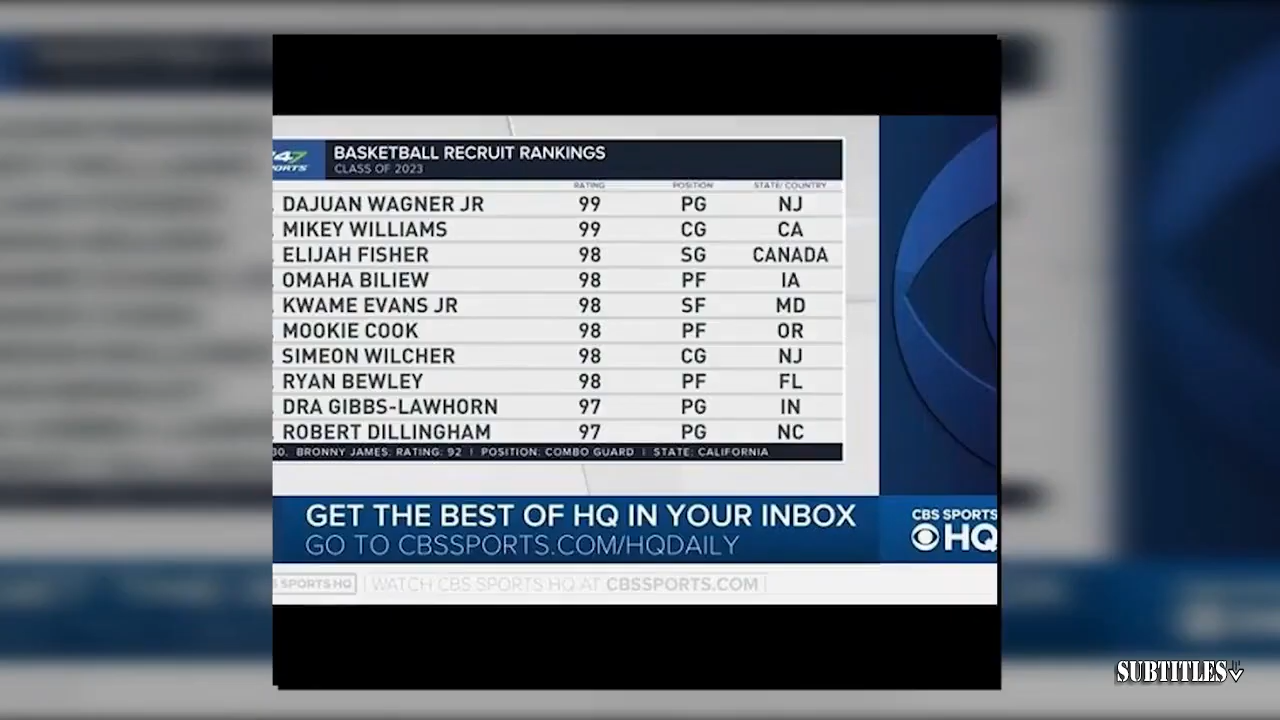 47
ORTS
BASKETBALL RECRUIT RANKINGS
CLASS OF 2023
RATING POSITION STATE/ COUNTRY
. DAJUAN WAGNER JR 99 PG NJ
. MIKEY WILLIAMS 99 CG CA
. ELIJAH FISHER 98 SG CANADA
. OMAHA BILIEW 98 PF IA
. KWAME EVANS JR 98 SF MD
. MOOKIE COOK 98 PF OR
. SIMEON WILCHER 98 CG NJ
. RYAN BEWLEY 98 PF FL
. DRA GIBBS-LAWHORN 97 PG IN
. ROBERT DILLINGHAM 97 PG NC
30. BRONNY JAMES: RATING: 92 | POSITION: COMBO GUARD | STATE: CALIFORNIA
GET THE BEST OF HQ IN YOUR INBOX
GO TO CBSSPORTS.COM/HQDAILY
CBS SPORTS
HQ
S SPORTS HQ | WATCH CBS SPORTS HQ AT CBSSPORTS.COM |
SUBTITLES